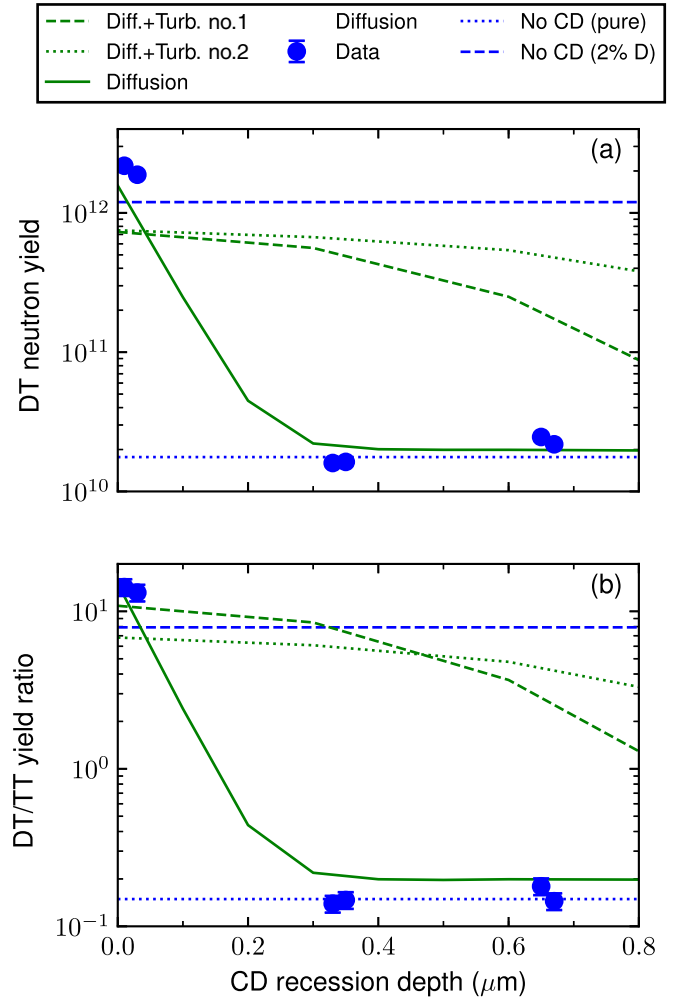 Diff.+Turb. no.1 Diffusion No CD (pure)
Diff.+Turb. no.2 Data No CD (2% D)
Diffusion
(a)
10^12
10^11
10^10
DT neutron yield
(b)
10^1
10^0
10^−1
DT/TT yield ratio
0.0 0.2 0.4 0.6 0.8
CD recession depth (μm)